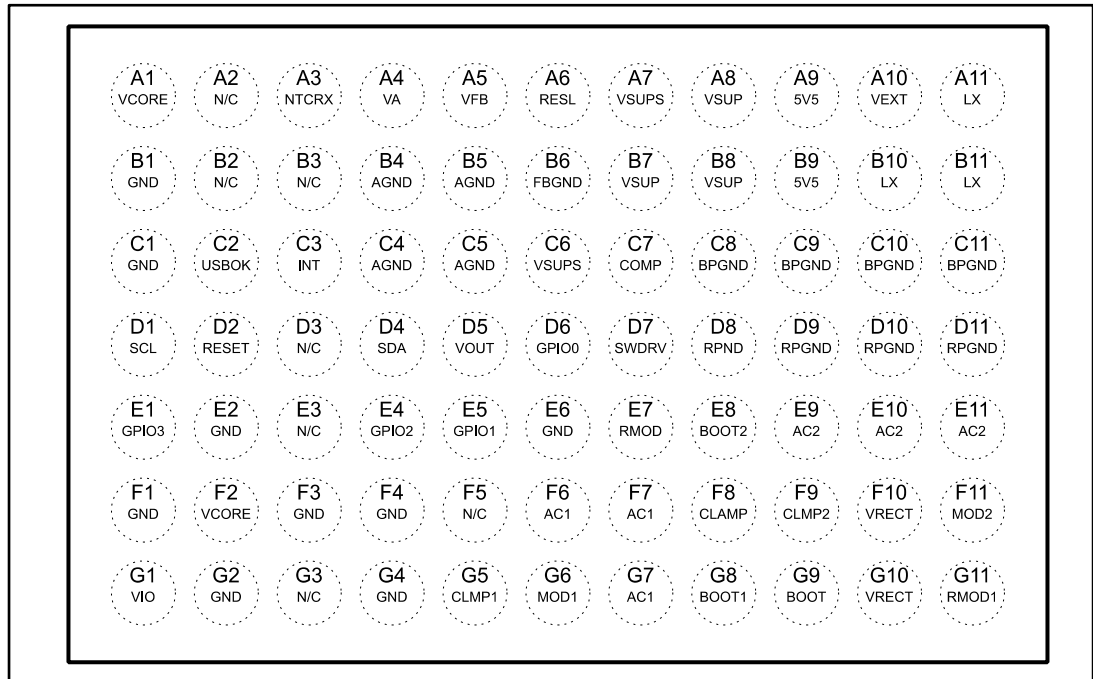 A1 A2 A3 A4 A5 A6 A7 A8 A9 A10 A11
VCORE N/C NTCRX VA VFB RESL VSUPS VSUP 5V5 VEXT LX
B1 B2 B3 B4 B5 B6 B7 B8 B9 B10 B11
GND N/C N/C AGND AGND FBGND VSUP VSUP 5V5 LX LX
C1 C2 C3 C4 C5 C6 C7 C8 C9 C10 C11
GND USBOK INT AGND AGND VSUPS COMP BPGND BPGND BPGND BPGND
D1 D2 D3 D4 D5 D6 D7 D8 D9 D10 D11
SCL RESET N/C SDA VOUT GPIO0 SWDRV RPND RPGND RPGND RPGND
E1 E2 E3 E4 E5 E6 E7 E8 E9 E10 E11
GPIO3 GND N/C GPIO2 GPIO1 GND RMOD BOOT2 AC2 AC2 AC2
F1 F2 F3 F4 F5 F6 F7 F8 F9 F10 F11
GND VCORE GND GND N/C AC1 AC1 CLAMP CLMP2 VRECT MOD2
G1 G2 G3 G4 G5 G6 G7 G8 G9 G10 G11
VIO GND N/C GND CLMP1 MOD1 AC1 BOOT1 BOOT VRECT RMOD1